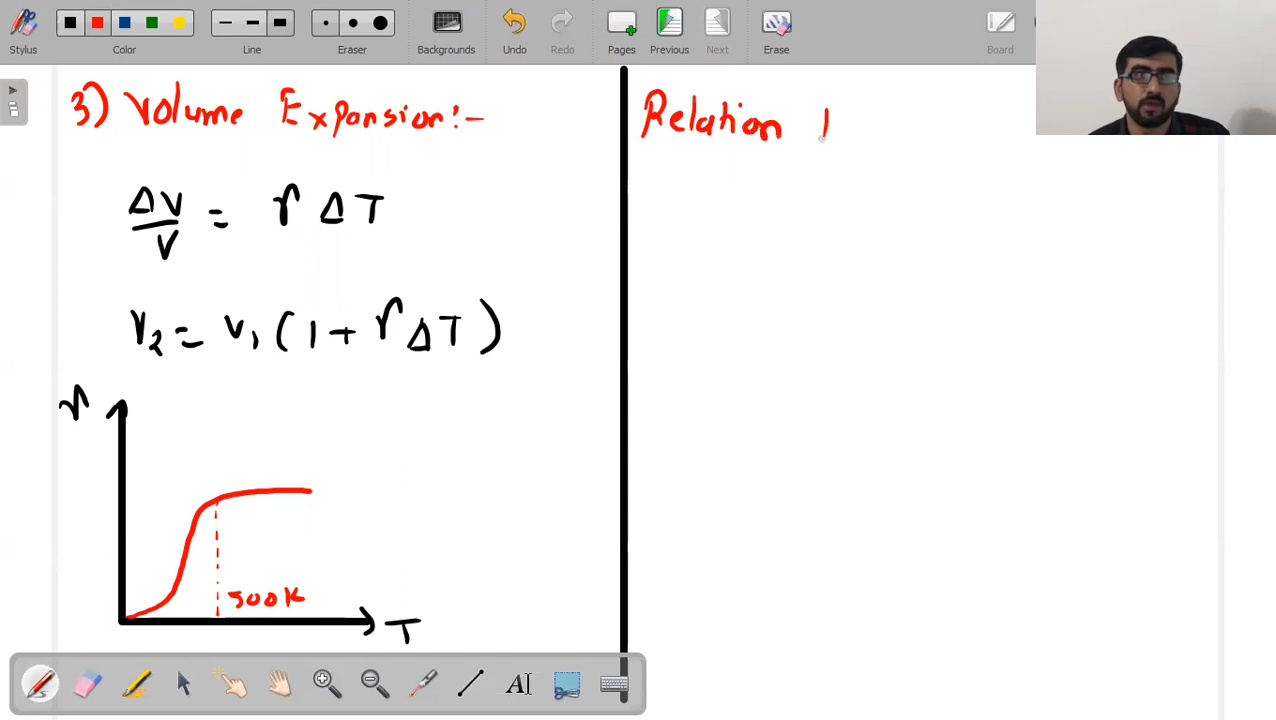 Stylus
Color
Line
Eraser
Backgrounds
Undo
Redo
Pages
Previous
Next
Erase
Board
3) Volume Expansion:-
ΔV/V = γ ΔT
V₂ = V₁ (1 + γ ΔT)
γ
500K
T
Relation